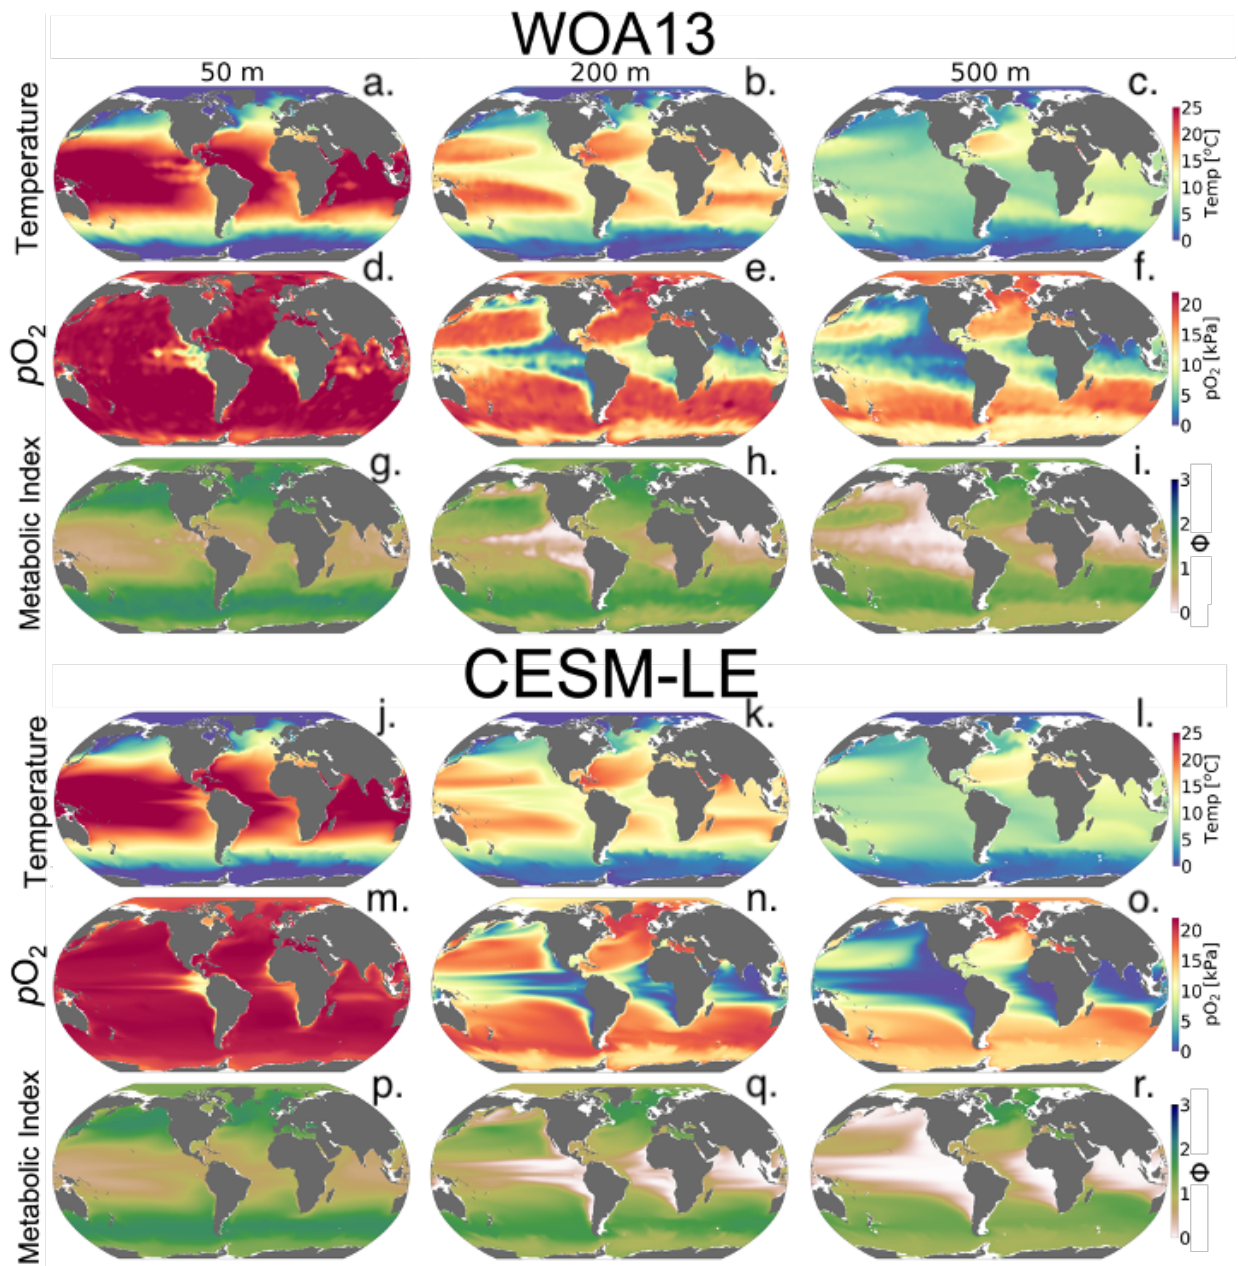 WOA13
50 m
200 m
500 m
Temperature
a.
b.
c.
25
20
15
10
5
0
Temp [°C]
pO₂
d.
e.
f.
20
15
10
5
0
pO₂ [kPa]
Metabolic Index
g.
h.
i.
3
2
1
0
Φ
CESM-LE
Temperature
j.
k.
l.
25
20
15
10
5
0
Temp [°C]
pO₂
m.
n.
o.
20
15
10
5
0
pO₂ [kPa]
Metabolic Index
p.
q.
r.
3
2
1
0
Φ